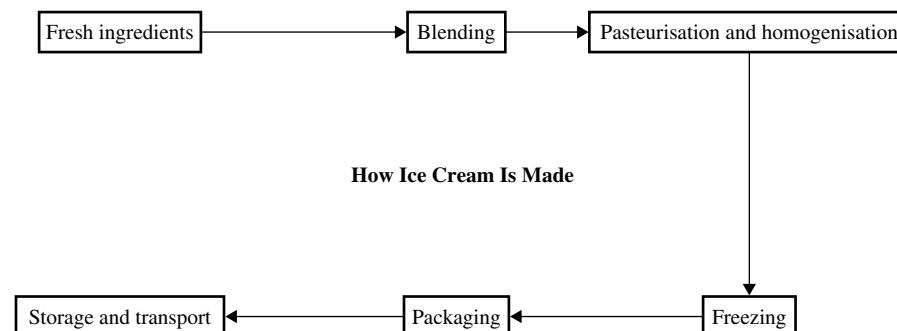 Fresh ingredients
Blending
Pasteurisation and homogenisation
How Ice Cream Is Made
Freezing
Packaging
Storage and transport